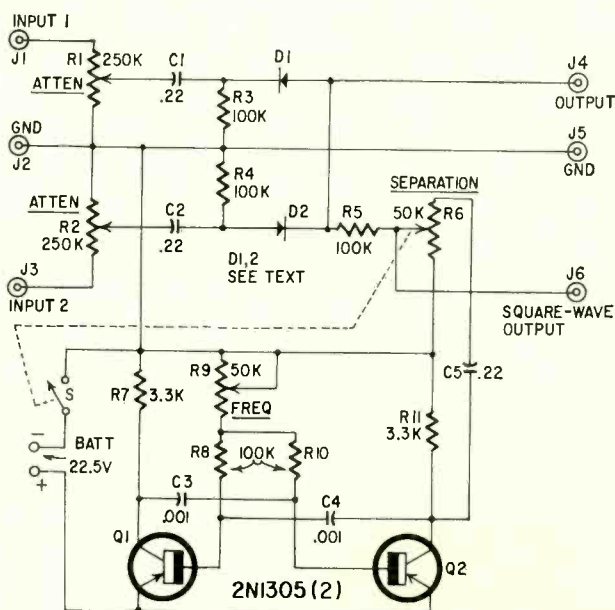 INPUT 1
J1
R1
250K
ATTEN
C1
.22
D1
R3
100K
J4
OUTPUT
GND
J2
J5
GND
R4
100K
ATTEN
R2
250K
C2
.22
D2
R5
100K
SEPARATION
50K
R6
D1,2
SEE TEXT
J3
INPUT 2
J6
SQUARE-WAVE
OUTPUT
S
R7
3.3K
R9
50K
FREQ
C5
.22
R11
3.3K
−
BATT
+
22.5V
R8
100K
R10
C3
.001
C4
.001
Q1
Q2
2N1305 (2)